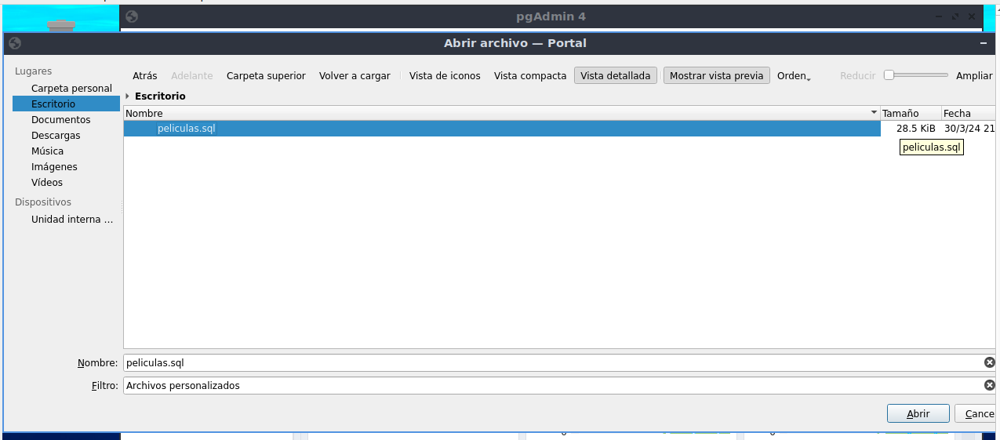 pgAdmin 4
Abrir archivo — Portal
Lugares
Carpeta personal
Escritorio
Documentos
Descargas
Música
Imágenes
Vídeos
Dispositivos
Unidad interna ...
Atrás Adelante Carpeta superior Volver a cargar Vista de iconos Vista compacta Vista detallada Mostrar vista previa Orden Reducir Ampliar
Escritorio
Nombre Tamaño Fecha
peliculas.sql 28.5 KiB 30/3/24 21
peliculas.sql
Nombre: peliculas.sql
Filtro: Archivos personalizados
Abrir Cance